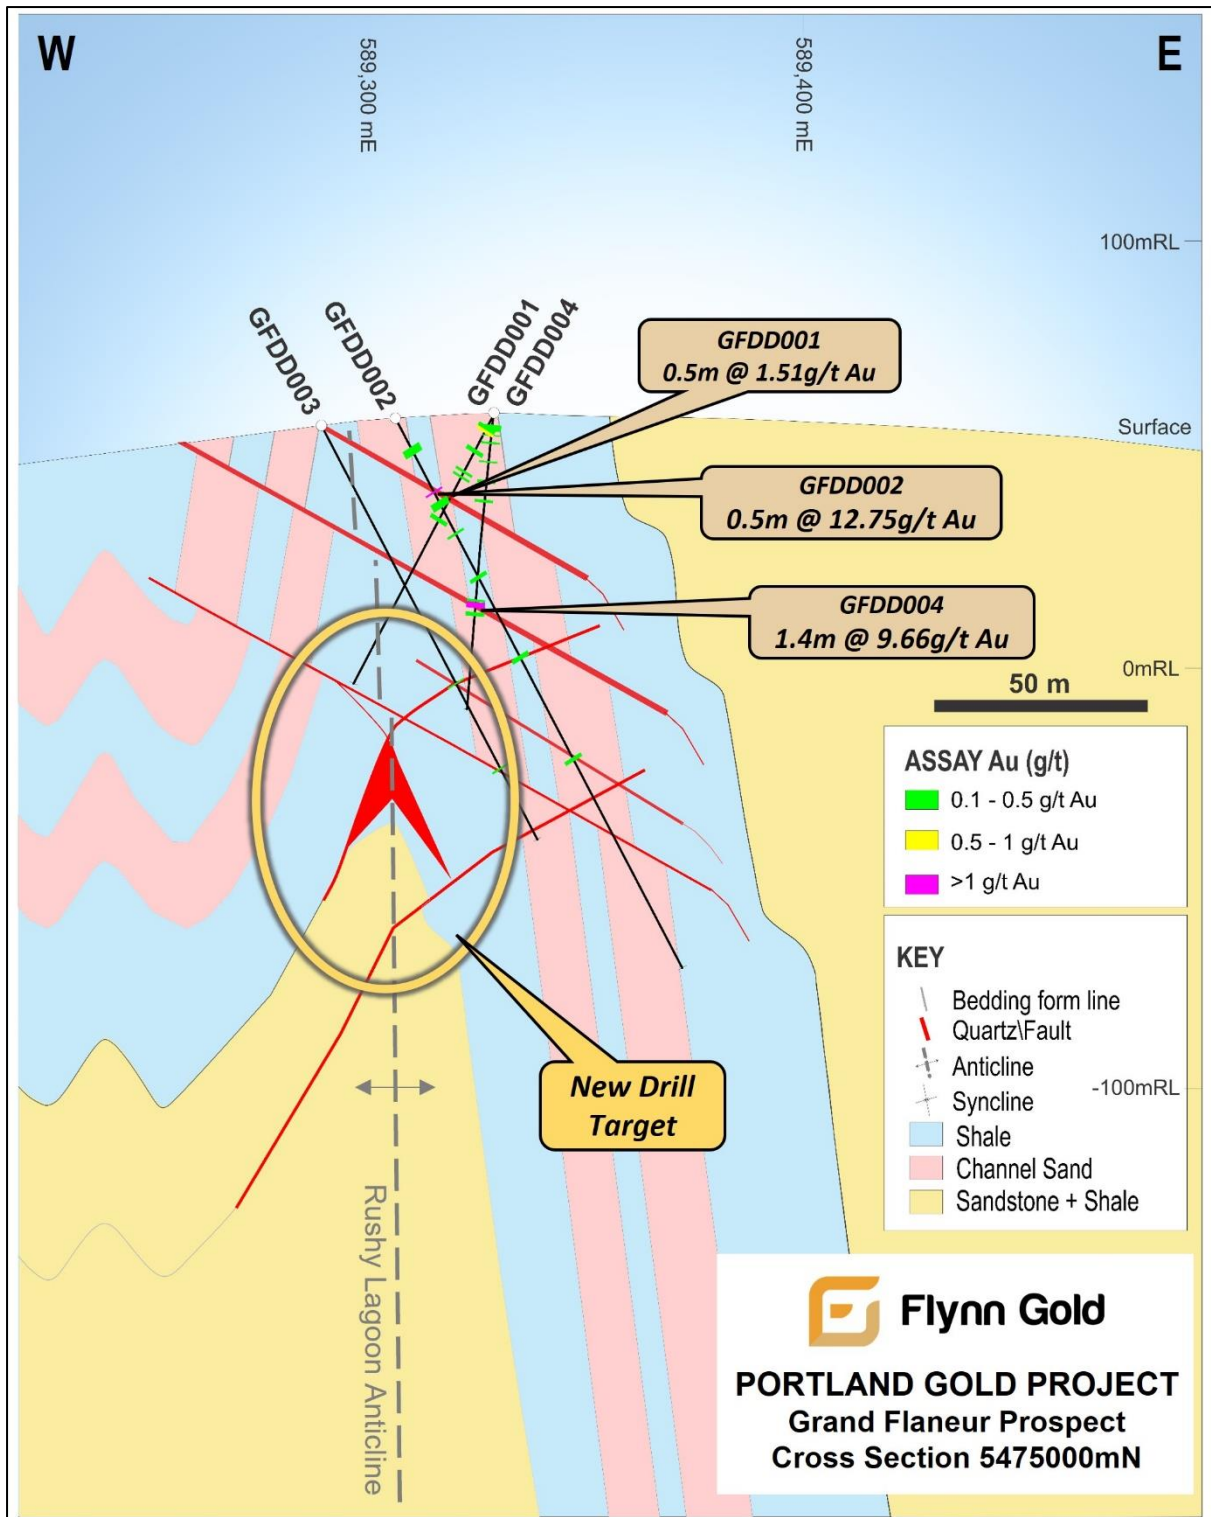 W
E
589,300 mE
589,400 mE
100mRL
GFDD003
GFDD002
GFDD001
GFDD004
GFDD001
0.5m @ 1.51g/t Au
Surface
GFDD002
0.5m @ 12.75g/t Au
GFDD004
1.4m @ 9.66g/t Au
0mRL
50 m
ASSAY Au (g/t)
0.1 - 0.5 g/t Au
0.5 - 1 g/t Au
>1 g/t Au
KEY
Bedding form line
Quartz\Fault
Anticline
Syncline
Shale
Channel Sand
Sandstone + Shale
-100mRL
New Drill
Target
Rushy Lagoon Anticline
Flynn Gold
PORTLAND GOLD PROJECT
Grand Flaneur Prospect
Cross Section 5475000mN